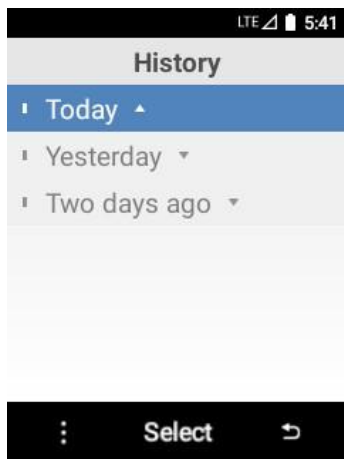 LTE 5:41
History
Today
Yesterday
Two days ago
Select